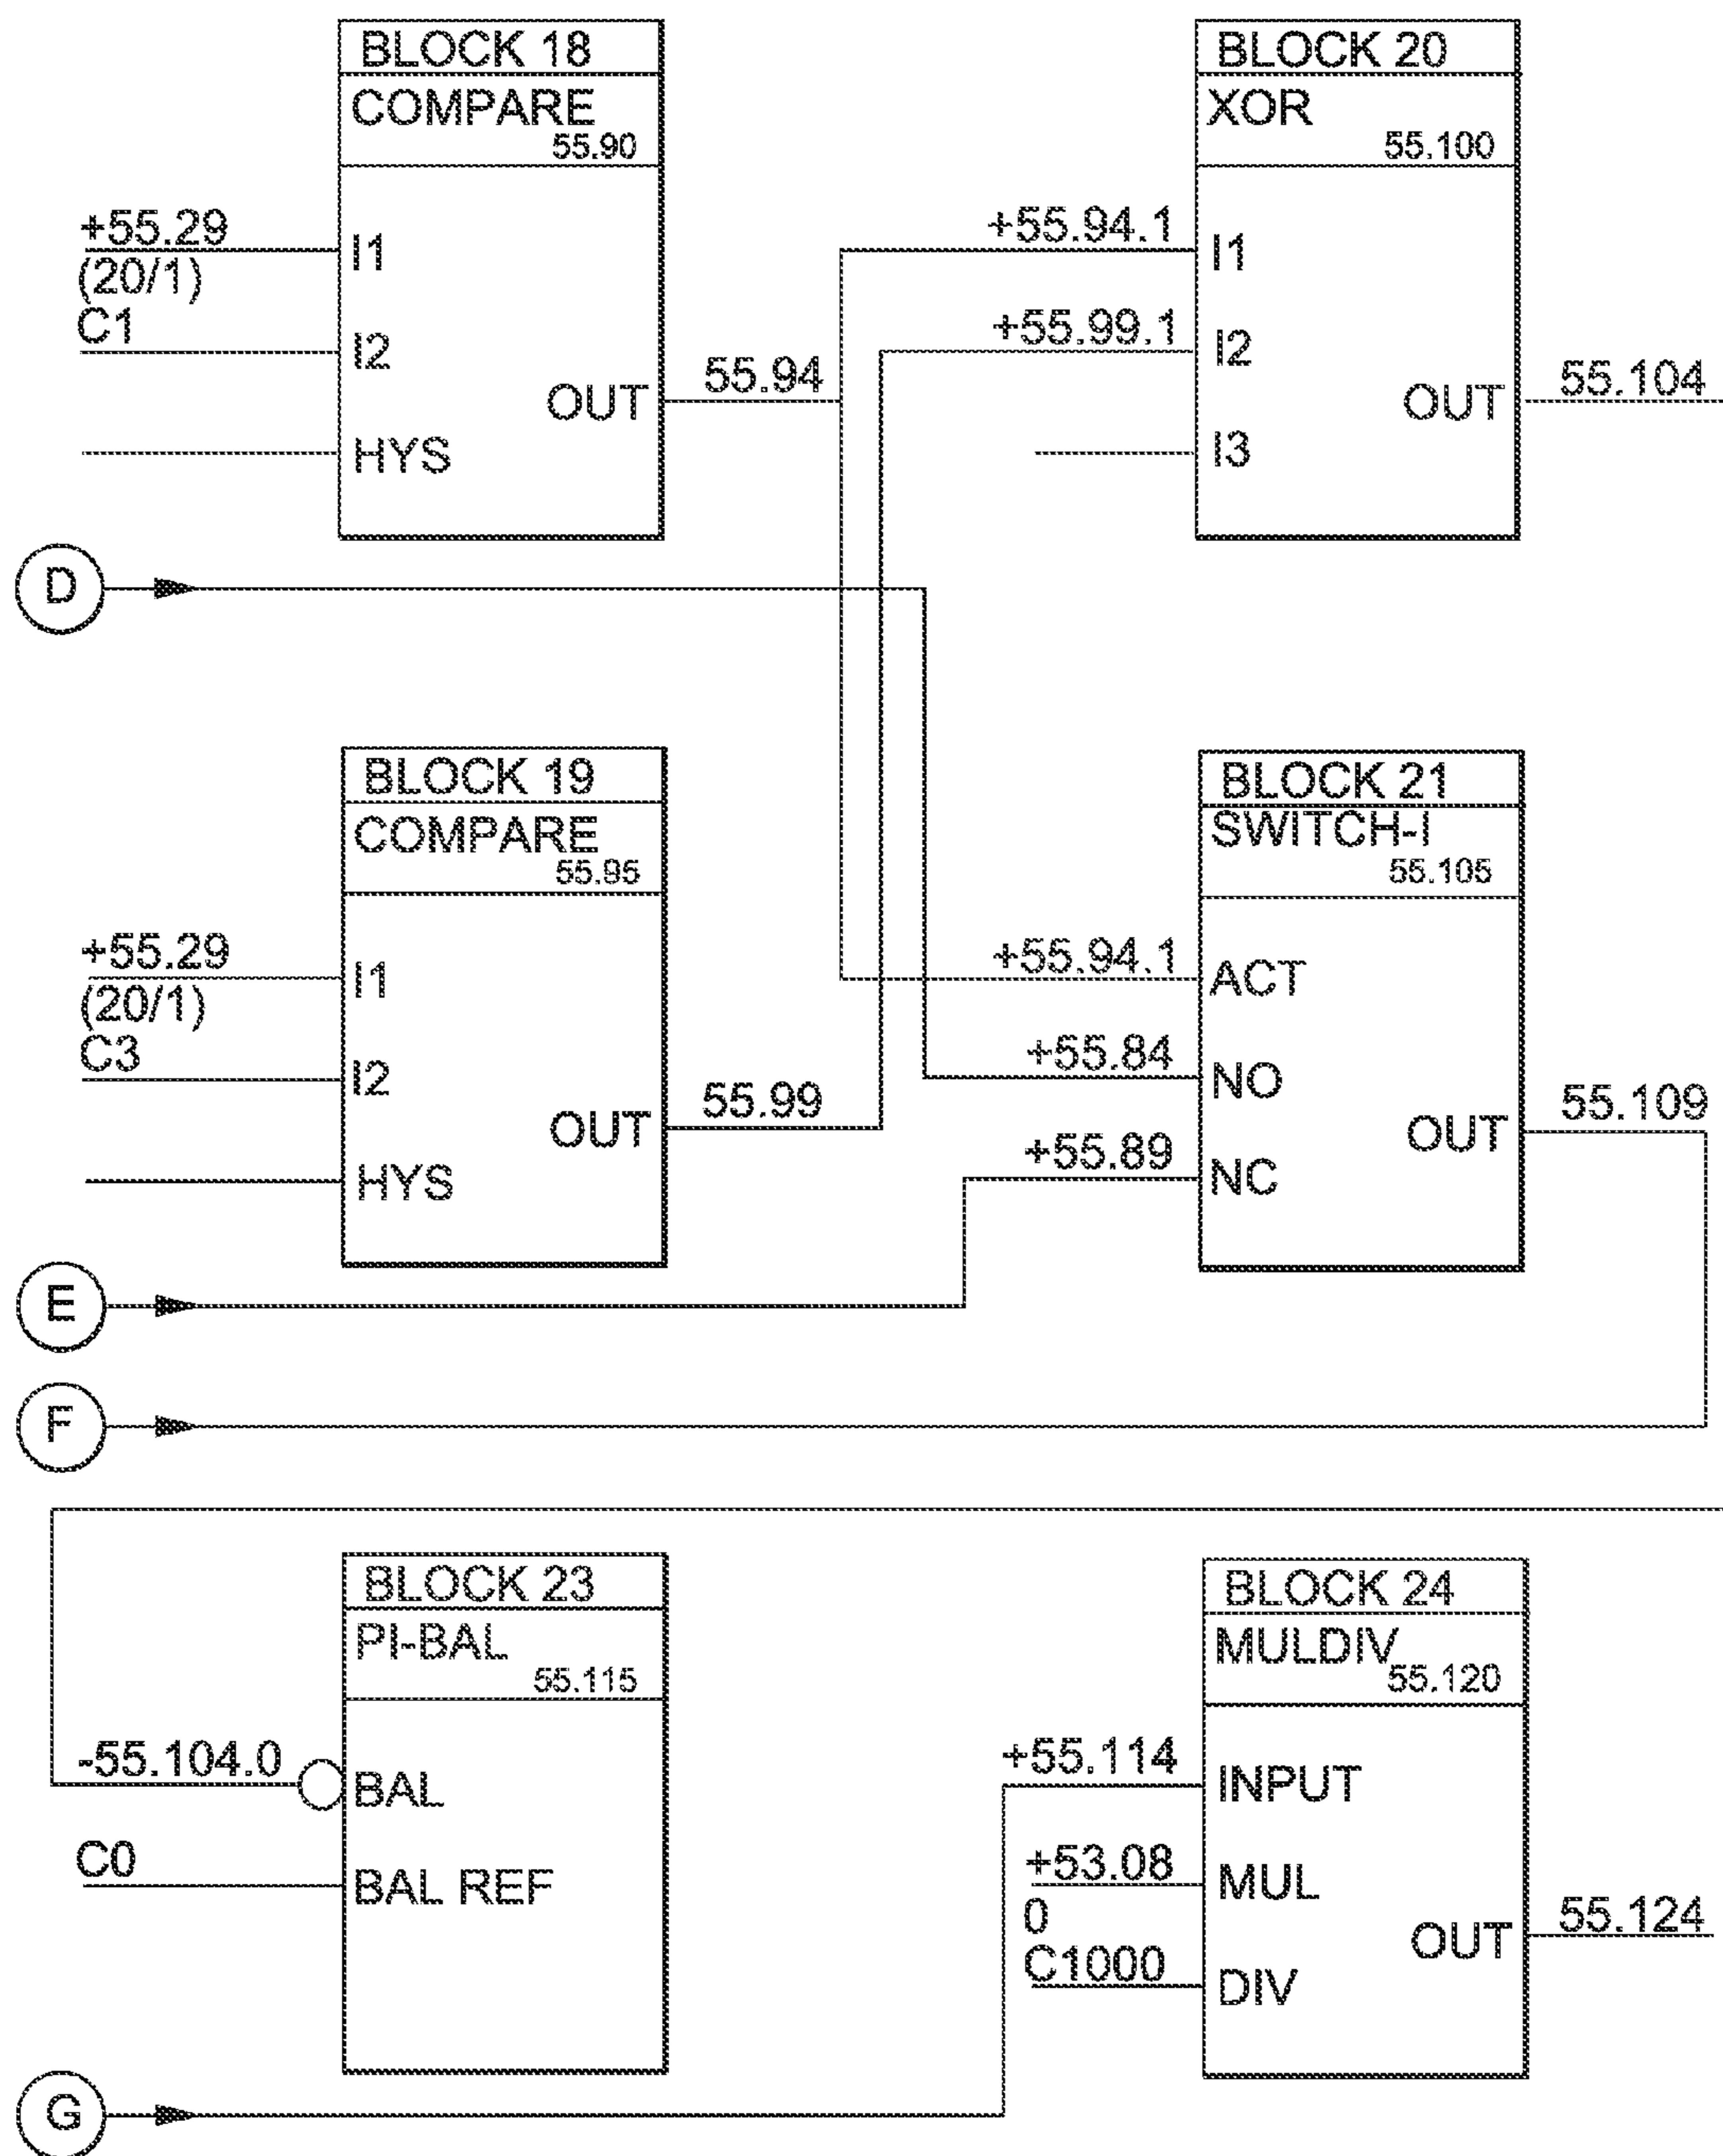 BLOCK 18
COMPARE
55.90
+55.29
(20/1)
I1
C1
I2
55.94
OUT
HYS
BLOCK 20
XOR
55.100
+55.94.1
I1
+55.99.1
I2
55.104
OUT
I3
D
BLOCK 19
COMPARE
55.95
+55.29
(20/1)
I1
C3
I2
55.99
OUT
HYS
BLOCK 21
SWITCH-I
55.105
+55.94.1
ACT
+55.84
NO
55.109
OUT
+55.89
NC
E
F
BLOCK 23
PI-BAL
55.115
-55.104.0
BAL
C0
BAL REF
BLOCK 24
MULDIV
55.120
+55.114
INPUT
+53.08
0
MUL
55.124
OUT
C1000
DIV
G